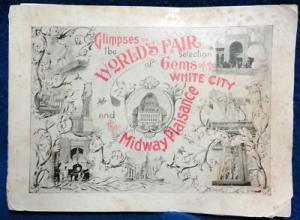 Glimpses of
the WORLD'S FAIR
selection
of Gems of the
WHITE CITY
and
the Midway Plaisance